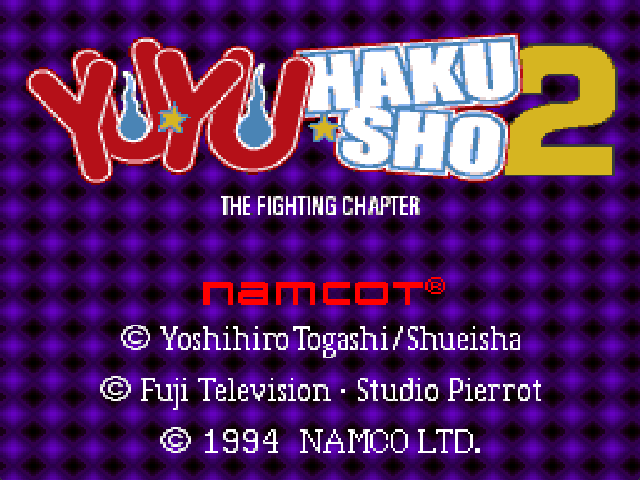 YUYU HAKU SHO 2
THE FIGHTING CHAPTER
namcot®
© Yoshihiro Togashi/Shueisha
© Fuji Television · Studio Pierrot
© 1994 NAMCO LTD.